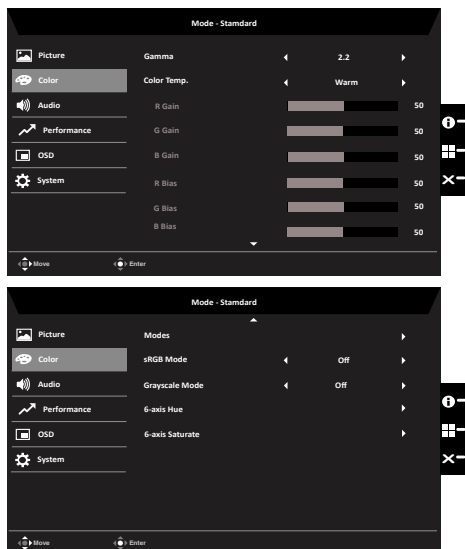 Mode - Stamdard
Picture Gamma 2.2
Color Color Temp. Warm
Audio R Gain 50
Performance G Gain 50
OSD B Gain 50
System R Bias 50
G Bias 50
B Bias 50
Move Enter
Mode - Stamdard
Picture Modes
Color sRGB Mode Off
Audio Grayscale Mode Off
Performance 6-axis Hue
OSD 6-axis Saturate
System
Move Enter